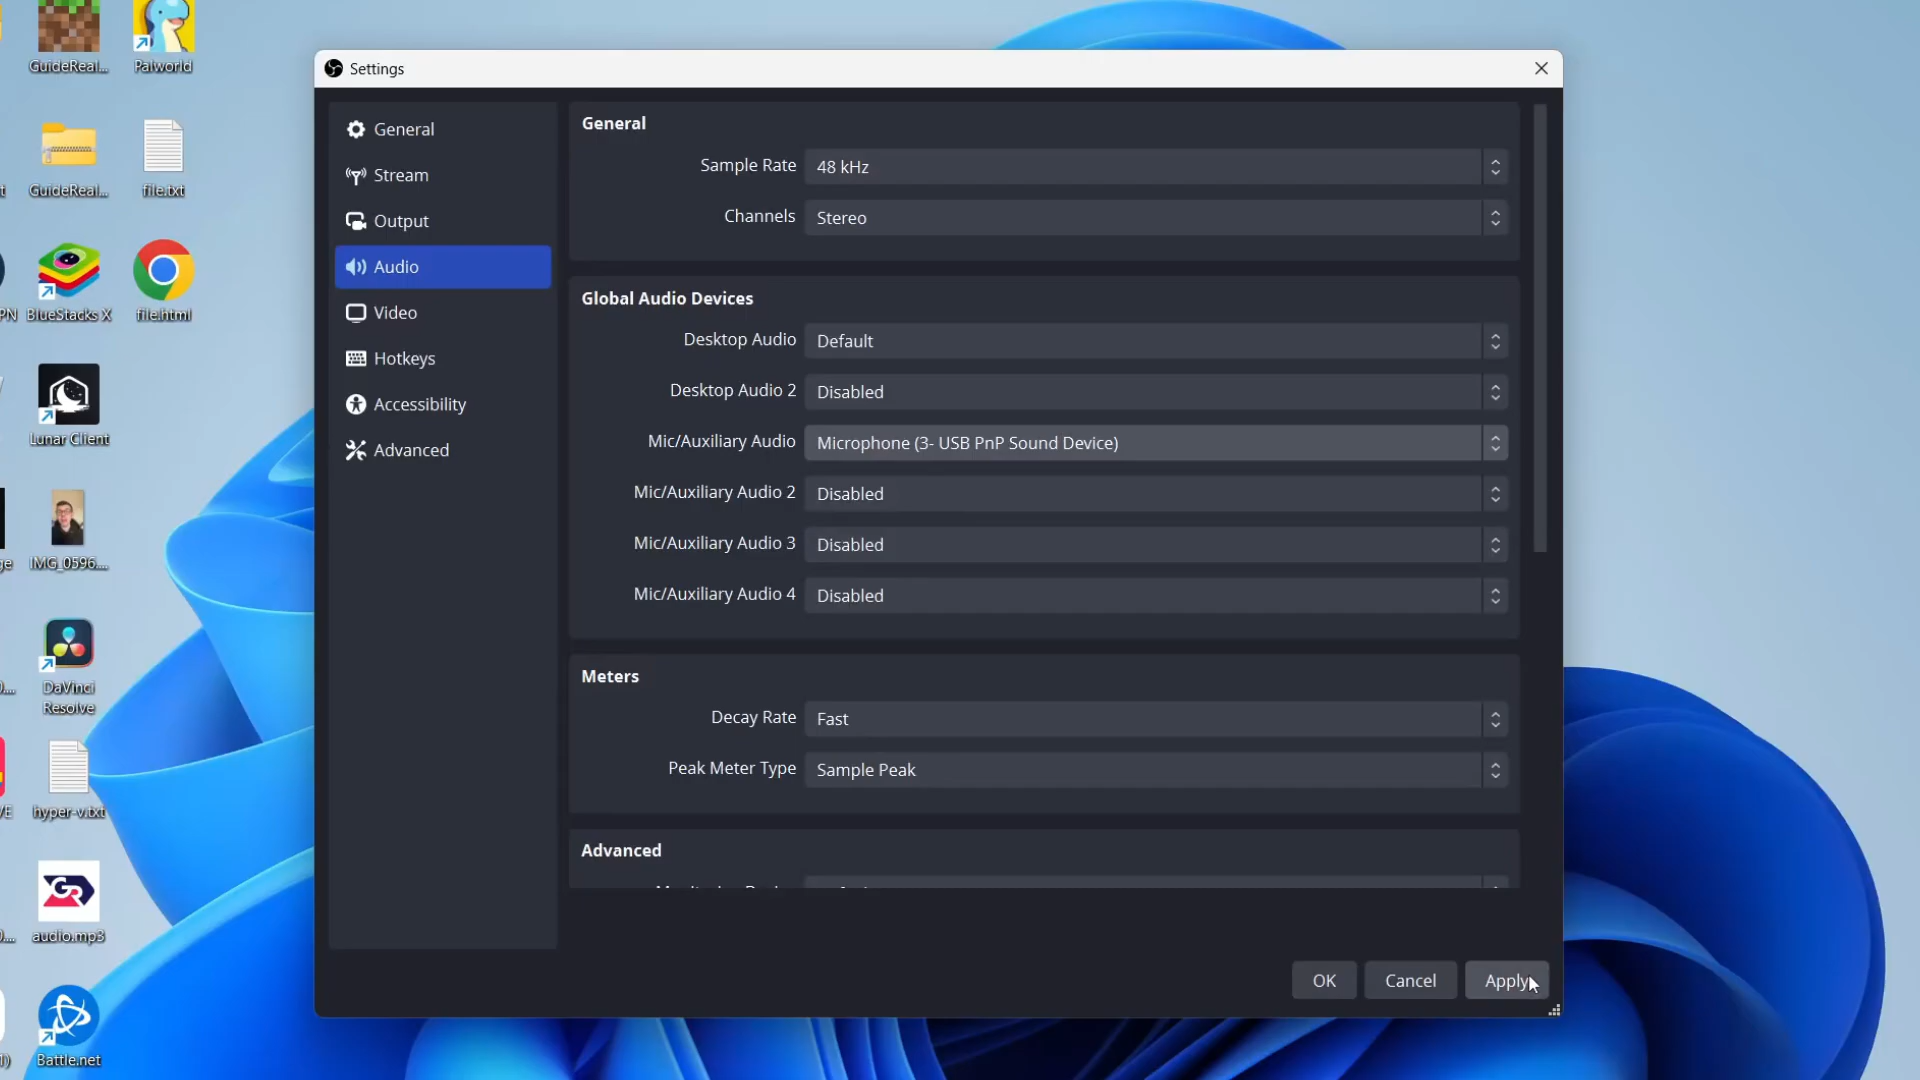 GuideReal...
Palworld
GuideReal...
file.txt
BlueStacks X
file.html
Lunar Client
IMG_0596....
DaVinci
Resolve
hyper-v.txt
audio.mp3
Battle.net
Settings
General
Stream
Output
Audio
Video
Hotkeys
Accessibility
Advanced
General
Sample Rate 48 kHz
Channels Stereo
Global Audio Devices
Desktop Audio Default
Desktop Audio 2 Disabled
Mic/Auxiliary Audio Microphone (3- USB PnP Sound Device)
Mic/Auxiliary Audio 2 Disabled
Mic/Auxiliary Audio 3 Disabled
Mic/Auxiliary Audio 4 Disabled
Meters
Decay Rate Fast
Peak Meter Type Sample Peak
Advanced
OK Cancel Apply